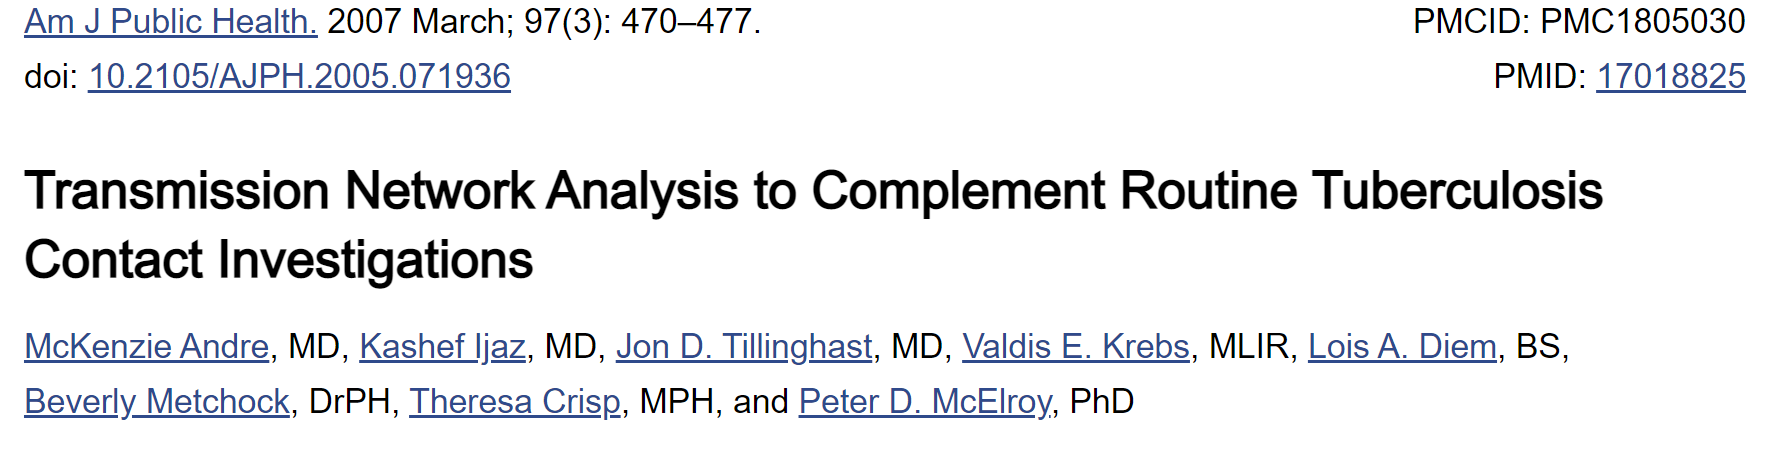 Am J Public Health. 2007 March; 97(3): 470–477. PMCID: PMC1805030
doi: 10.2105/AJPH.2005.071936 PMID: 17018825
Transmission Network Analysis to Complement Routine Tuberculosis
Contact Investigations
McKenzie Andre, MD, Kashef Ijaz, MD, Jon D. Tillinghast, MD, Valdis E. Krebs, MLIR, Lois A. Diem, BS,
Beverly Metchock, DrPH, Theresa Crisp, MPH, and Peter D. McElroy, PhD